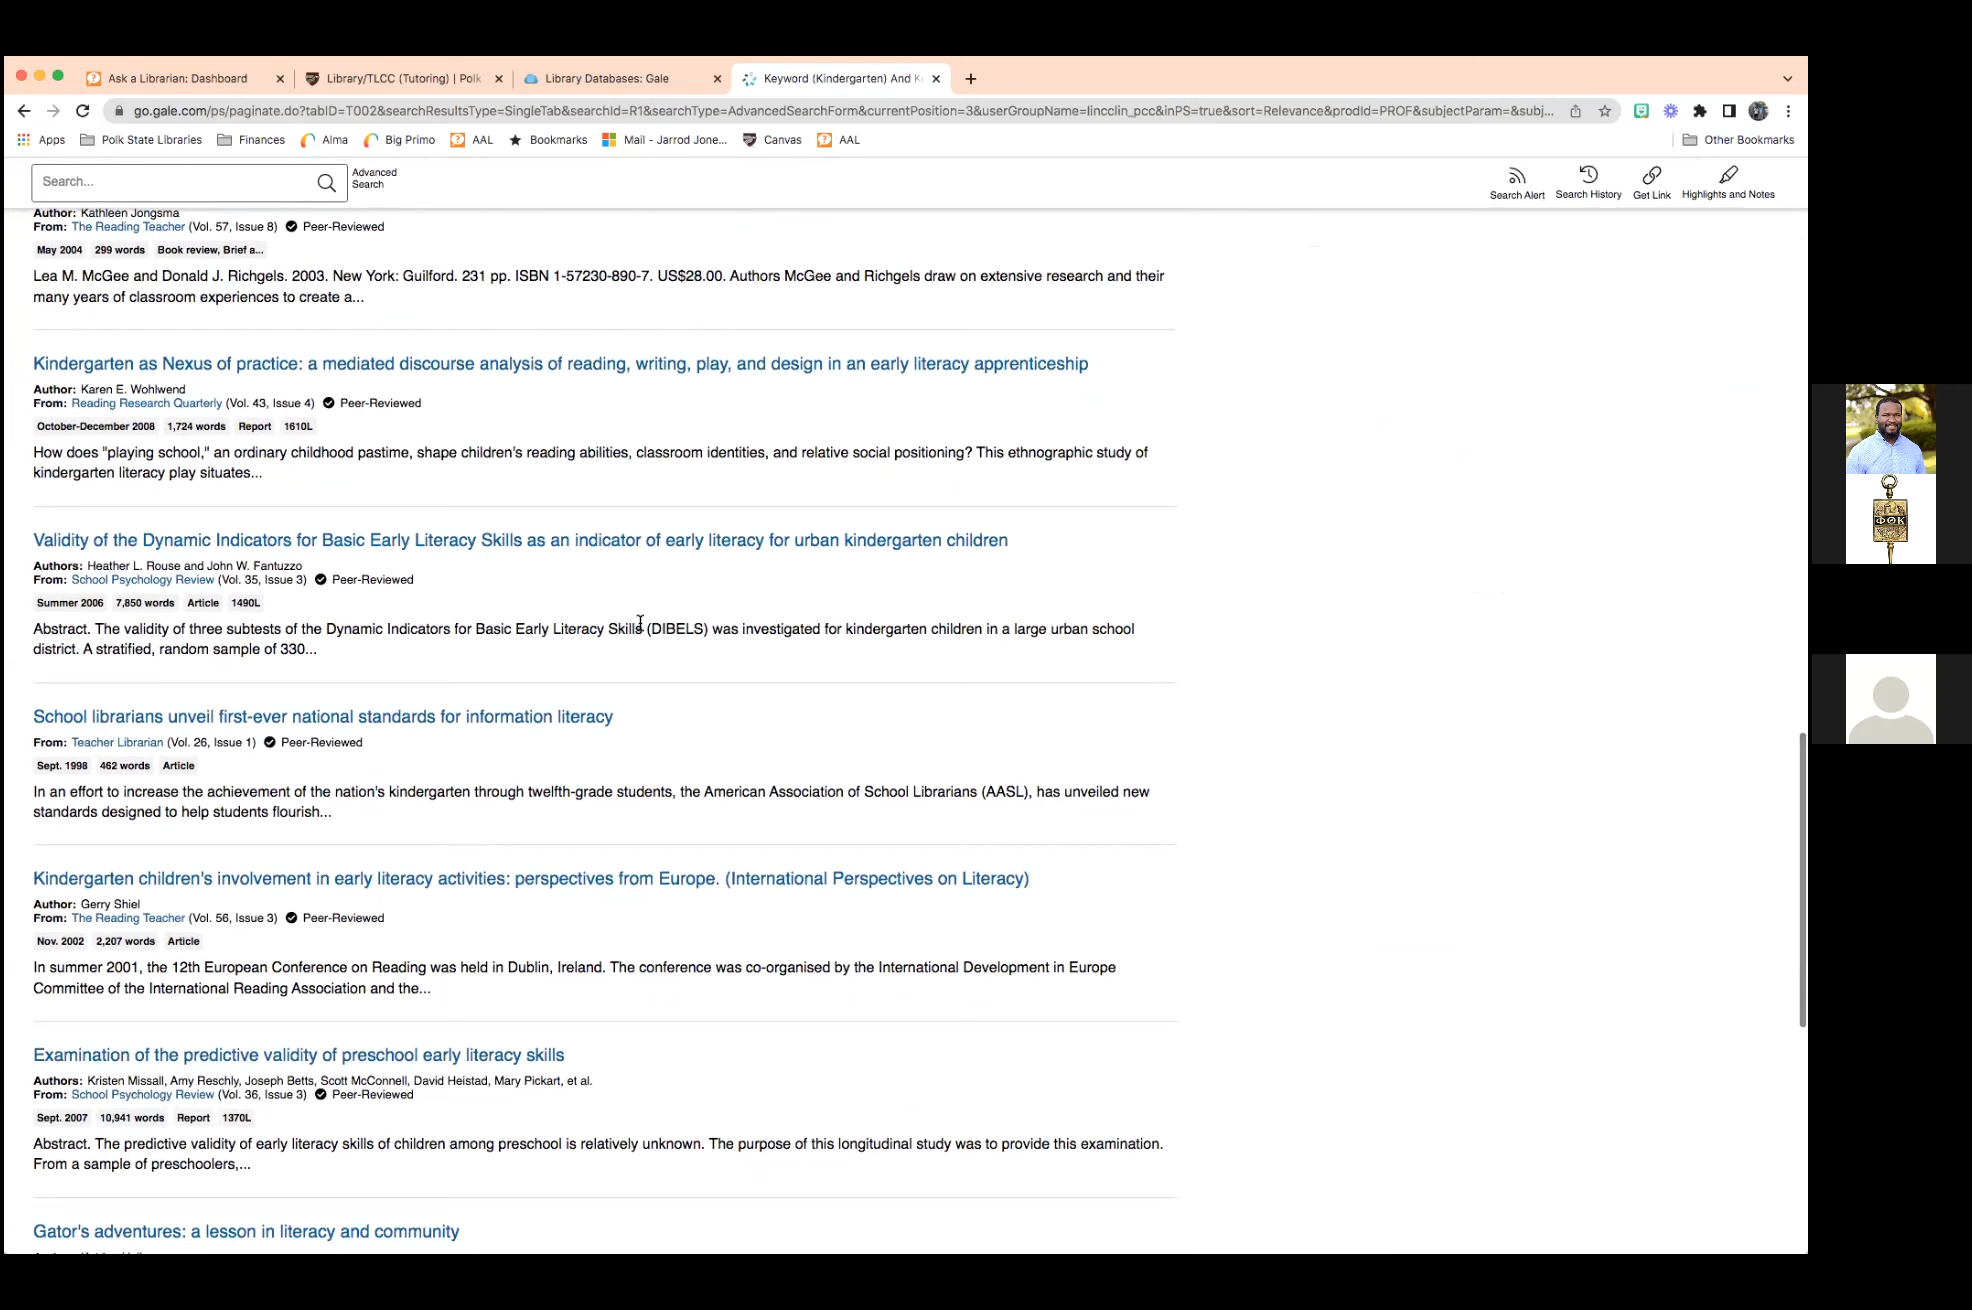 Ask a Librarian: Dashboard
Library/TLCC (Tutoring) | Polk
Library Databases: Gale
Keyword (Kindergarten) And K
go.gale.com/ps/paginate.do?tabID=T002&searchResultsType=SingleTab&searchId=R1&searchType=AdvancedSearchForm&currentPosition=3&userGroupName=lincclin_pcc&inPS=true&sort=Relevance&prodId=PROF&subjectParam=&subj...
Apps
Polk State Libraries
Finances
Alma
Big Primo
AAL
Bookmarks
Mail - Jarrod Jone...
Canvas
AAL
Other Bookmarks
Search...
Advanced
Search
Search Alert
Search History
Get Link
Highlights and Notes
Author: Kathleen Jongsma
From: The Reading Teacher (Vol. 57, Issue 8) Peer-Reviewed
May 2004 299 words Book review, Brief a...
Lea M. McGee and Donald J. Richgels. 2003. New York: Guilford. 231 pp. ISBN 1-57230-890-7. US$28.00. Authors McGee and Richgels draw on extensive research and their
many years of classroom experiences to create a...
Kindergarten as Nexus of practice: a mediated discourse analysis of reading, writing, play, and design in an early literacy apprenticeship
Author: Karen E. Wohlwend
From: Reading Research Quarterly (Vol. 43, Issue 4) Peer-Reviewed
October-December 2008 1,724 words Report 1610L
How does "playing school," an ordinary childhood pastime, shape children's reading abilities, classroom identities, and relative social positioning? This ethnographic study of
kindergarten literacy play situates...
Validity of the Dynamic Indicators for Basic Early Literacy Skills as an indicator of early literacy for urban kindergarten children
Authors: Heather L. Rouse and John W. Fantuzzo
From: School Psychology Review (Vol. 35, Issue 3) Peer-Reviewed
Summer 2006 7,850 words Article 1490L
Abstract. The validity of three subtests of the Dynamic Indicators for Basic Early Literacy Skills (DIBELS) was investigated for kindergarten children in a large urban school
district. A stratified, random sample of 330...
School librarians unveil first-ever national standards for information literacy
From: Teacher Librarian (Vol. 26, Issue 1) Peer-Reviewed
Sept. 1998 462 words Article
In an effort to increase the achievement of the nation's kindergarten through twelfth-grade students, the American Association of School Librarians (AASL), has unveiled new
standards designed to help students flourish...
Kindergarten children's involvement in early literacy activities: perspectives from Europe. (International Perspectives on Literacy)
Author: Gerry Shiel
From: The Reading Teacher (Vol. 56, Issue 3) Peer-Reviewed
Nov. 2002 2,207 words Article
In summer 2001, the 12th European Conference on Reading was held in Dublin, Ireland. The conference was co-organised by the International Development in Europe
Committee of the International Reading Association and the...
Examination of the predictive validity of preschool early literacy skills
Authors: Kristen Missall, Amy Reschly, Joseph Betts, Scott McConnell, David Heistad, Mary Pickart, et al.
From: School Psychology Review (Vol. 36, Issue 3) Peer-Reviewed
Sept. 2007 10,941 words Report 1370L
Abstract. The predictive validity of early literacy skills of children among preschool is relatively unknown. The purpose of this longitudinal study was to provide this examination.
From a sample of preschoolers,...
Gator's adventures: a lesson in literacy and community
ΦΘΚ